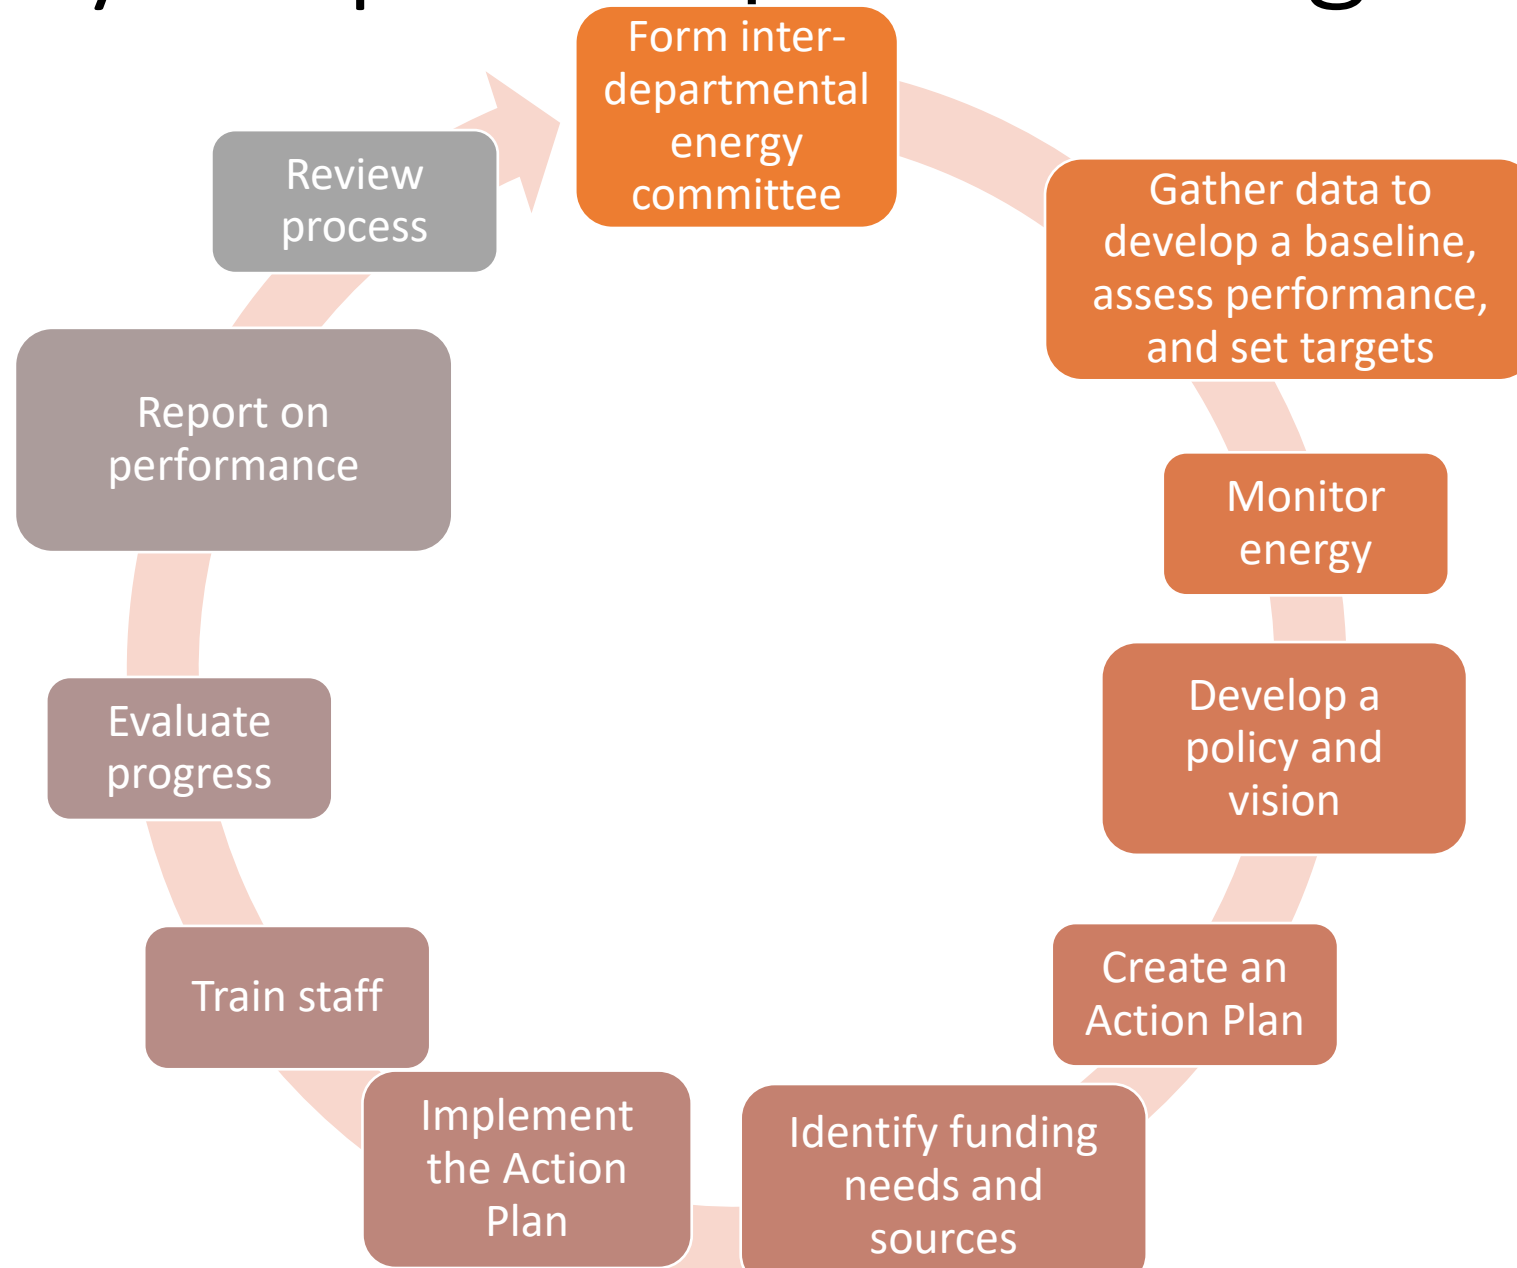 Form inter-
departmental
energy
committee
Gather data to
develop a baseline,
assess performance,
and set targets
Monitor
energy
Develop a
policy and
vision
Create an
Action Plan
Identify funding
needs and
sources
Implement
the Action
Plan
Train staff
Evaluate
progress
Report on
performance
Review
process